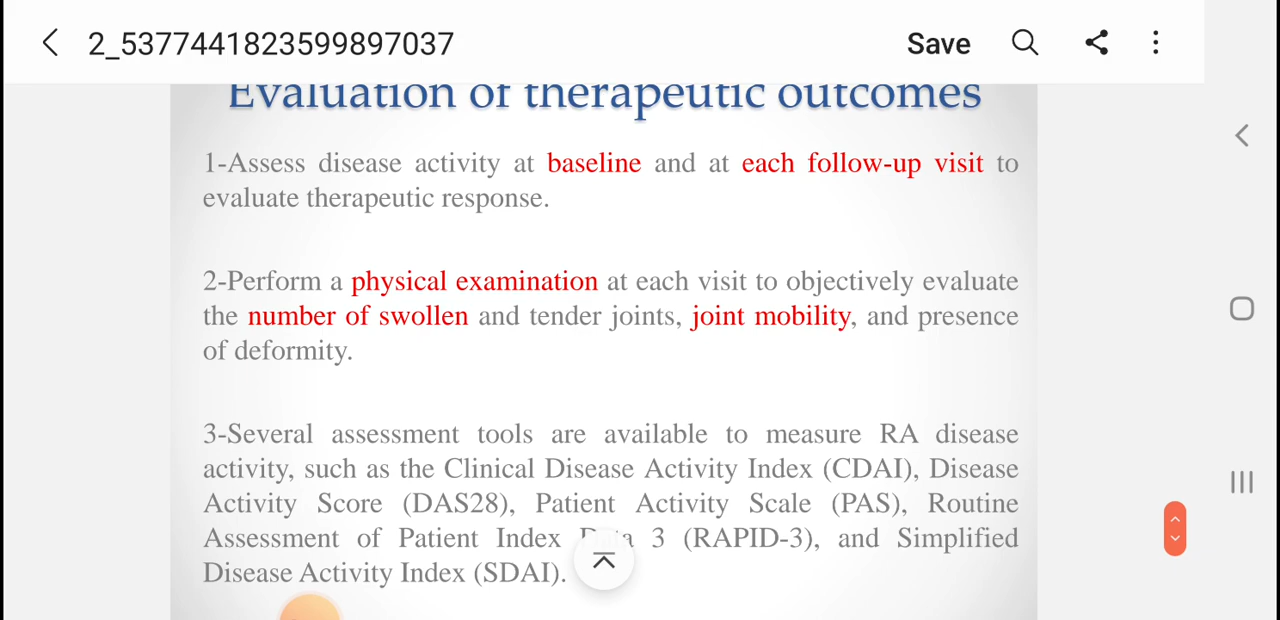 2_5377441823599897037
Save
Evaluation of therapeutic outcomes
1-Assess disease activity at baseline and at each follow-up visit to
evaluate therapeutic response.
2-Perform a physical examination at each visit to objectively evaluate
the number of swollen and tender joints, joint mobility, and presence
of deformity.
3-Several assessment tools are available to measure RA disease
activity, such as the Clinical Disease Activity Index (CDAI), Disease
Activity Score (DAS28), Patient Activity Scale (PAS), Routine
Assessment of Patient Index Data 3 (RAPID-3), and Simplified
Disease Activity Index (SDAI).